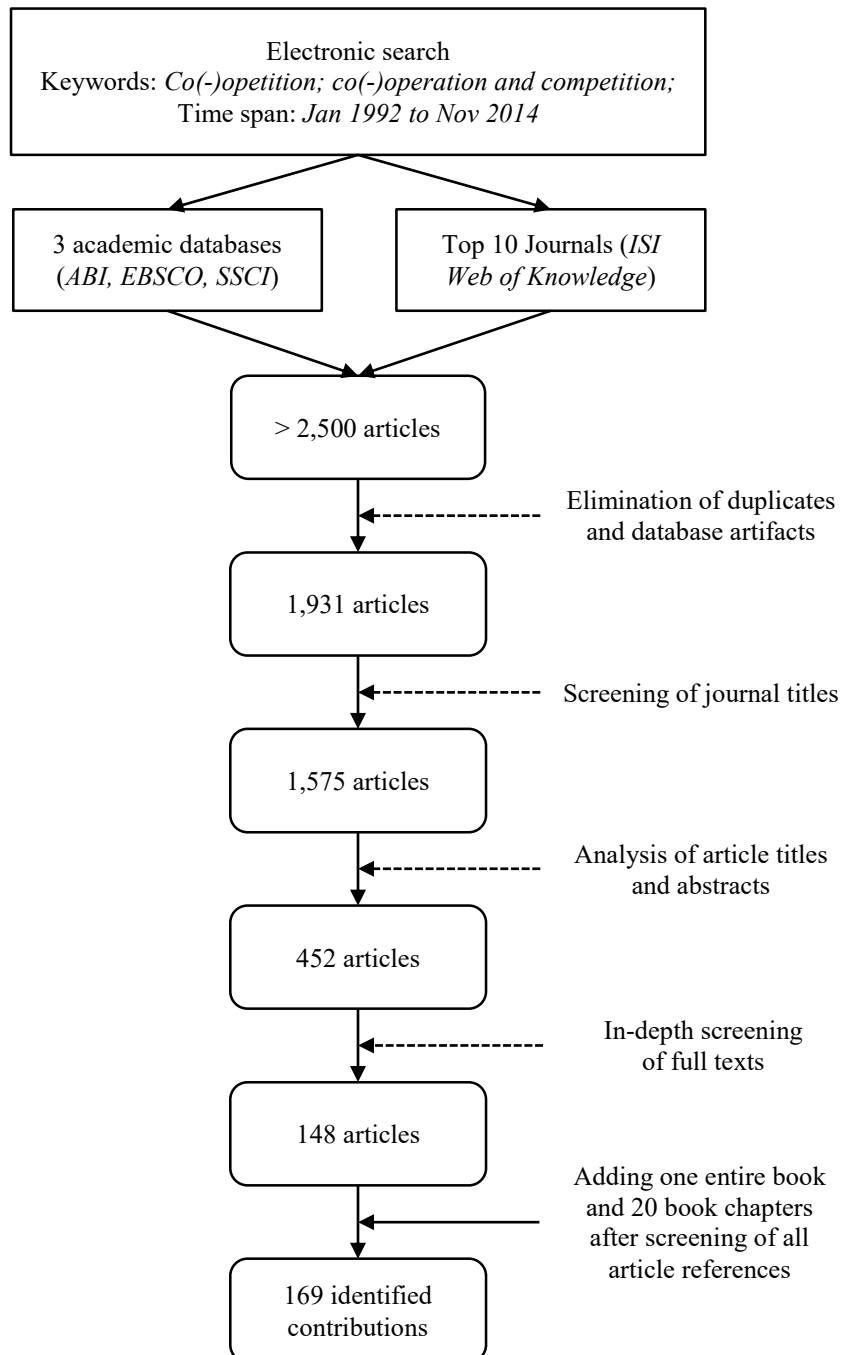 Electronic search
Keywords: Co(-)opetition; co(-)operation and competition;
Time span: Jan 1992 to Nov 2014
3 academic databases
(ABI, EBSCO, SSCI)
Top 10 Journals (ISI
Web of Knowledge)
> 2,500 articles
Elimination of duplicates
and database artifacts
1,931 articles
Screening of journal titles
1,575 articles
Analysis of article titles
and abstracts
452 articles
In-depth screening
of full texts
148 articles
Adding one entire book
and 20 book chapters
after screening of all
article references
169 identified
contributions